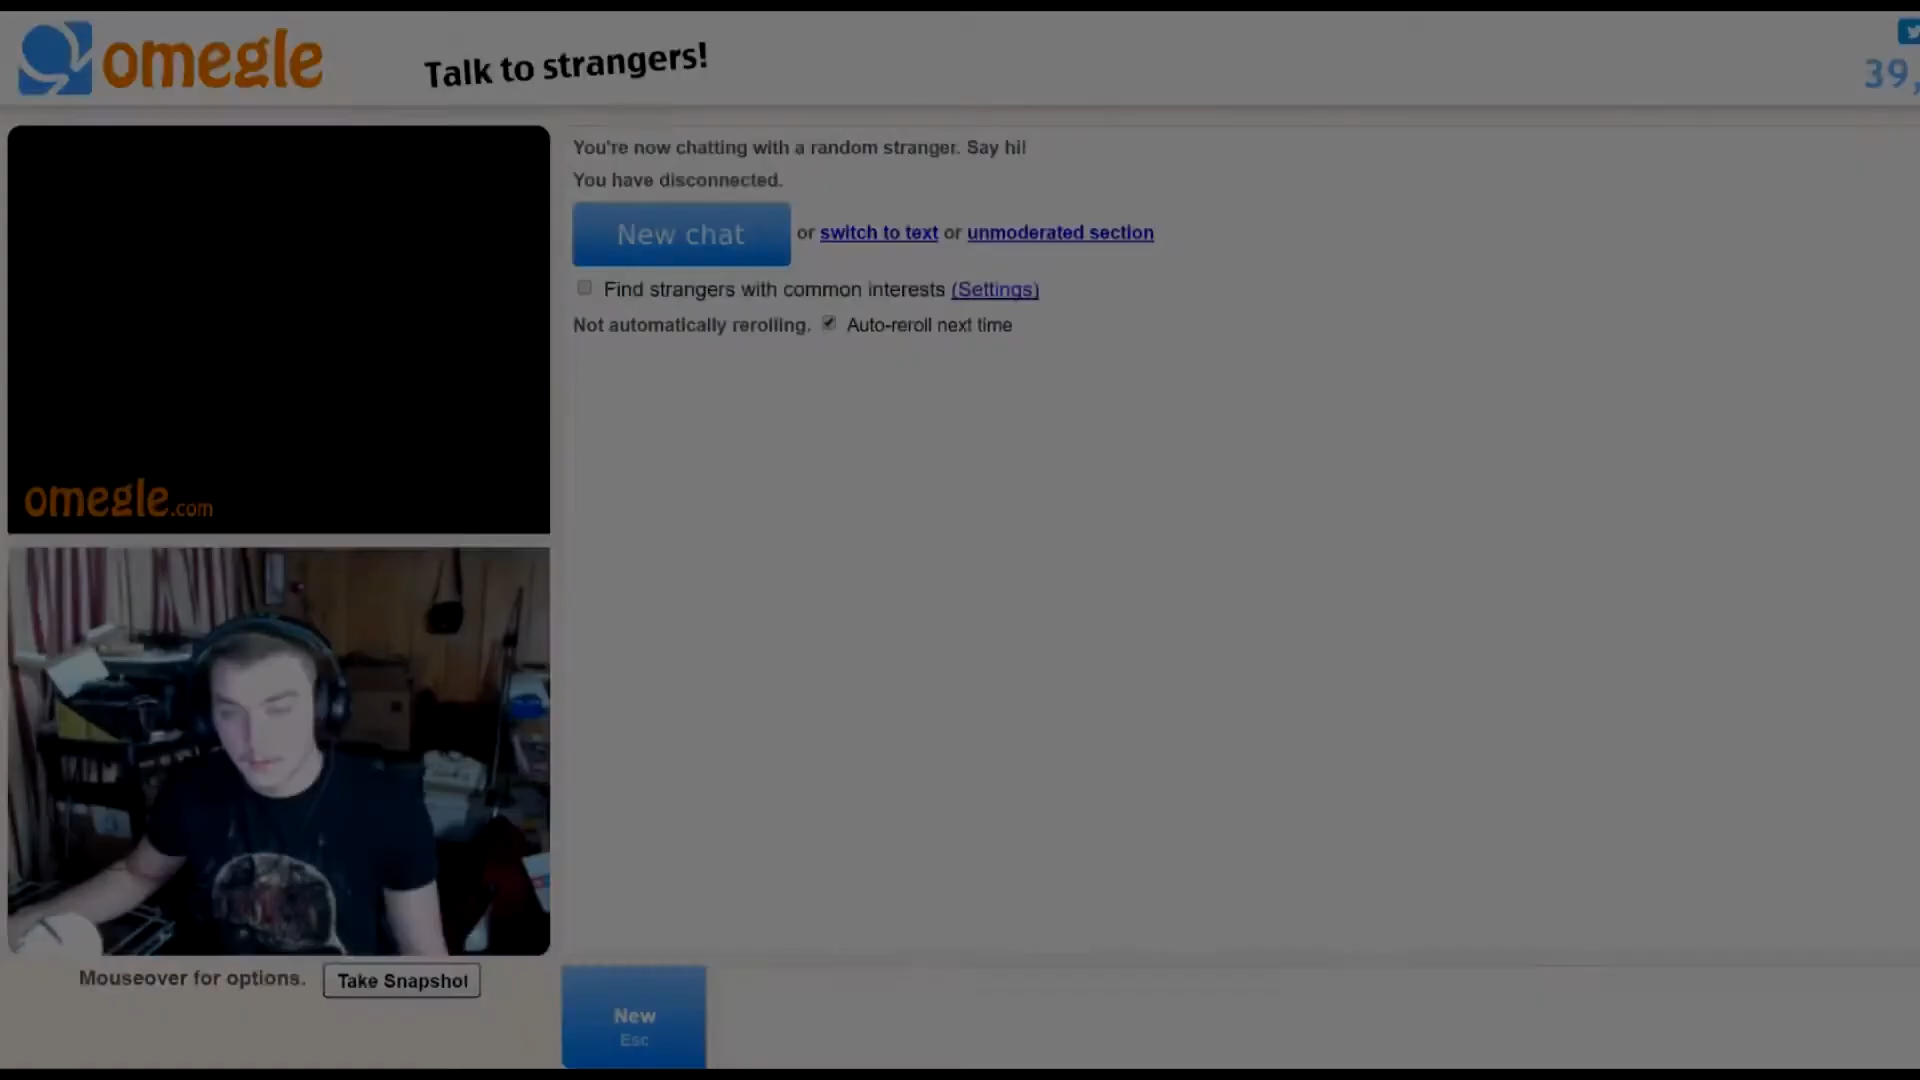 omegle
Talk to strangers!
39,
You're now chatting with a random stranger. Say hi!
You have disconnected.
New chat or switch to text or unmoderated section
Find strangers with common interests (Settings)
Not automatically rerolling. Auto-reroll next time
omegle.com
Mouseover for options. Take Snapshot
New
Esc